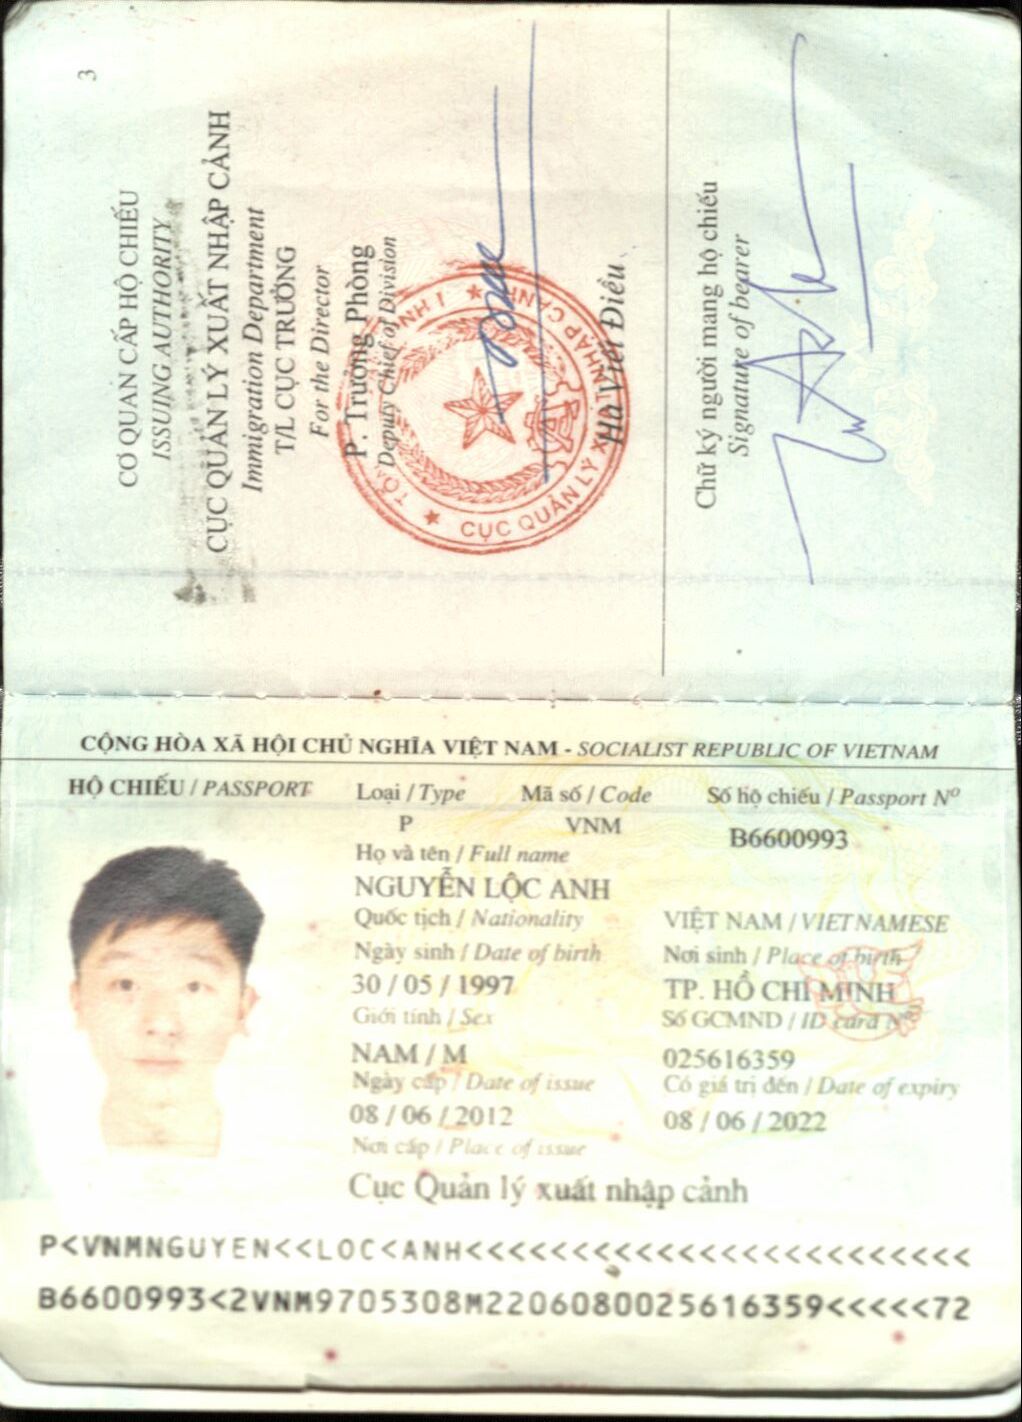 3
CƠ QUAN CẤP HỘ CHIẾU
ISSUING AUTHORITY
CỤC QUẢN LÝ XUẤT NHẬP CẢNH
Immigration Department
T/L CỤC TRƯỞNG
For the Director
P. Trưởng Phòng
Deputy Chief of Division
CỤC QUẢN LÝ XUẤT NHẬP CẢNH
Hà Viết Điều
Chữ ký người mang hộ chiếu
Signature of bearer
CỘNG HÒA XÃ HỘI CHỦ NGHĨA VIỆT NAM - SOCIALIST REPUBLIC OF VIETNAM
HỘ CHIẾU / PASSPORT Loại / Type Mã số / Code Số hộ chiếu / Passport Nº
P VNM B6600993
Họ và tên / Full name
NGUYỄN LỘC ANH
Quốc tịch / Nationality VIỆT NAM / VIETNAMESE
Ngày sinh / Date of birth Nơi sinh / Place of birth
30 / 05 / 1997 TP. HỒ CHÍ MINH
Giới tính / Sex Số GCMND / ID card Nº
NAM / M 025616359
Ngày cấp / Date of issue Có giá trị đến / Date of expiry
08 / 06 / 2012 08 / 06 / 2022
Nơi cấp / Place of issue
Cục Quản lý xuất nhập cảnh
P<VNMNGUYEN<<LOC<ANH<<<<<<<<<<<<<<<<<<<<<<<<
B6600993<2VNM9705308M2206080025616359<<<<<72